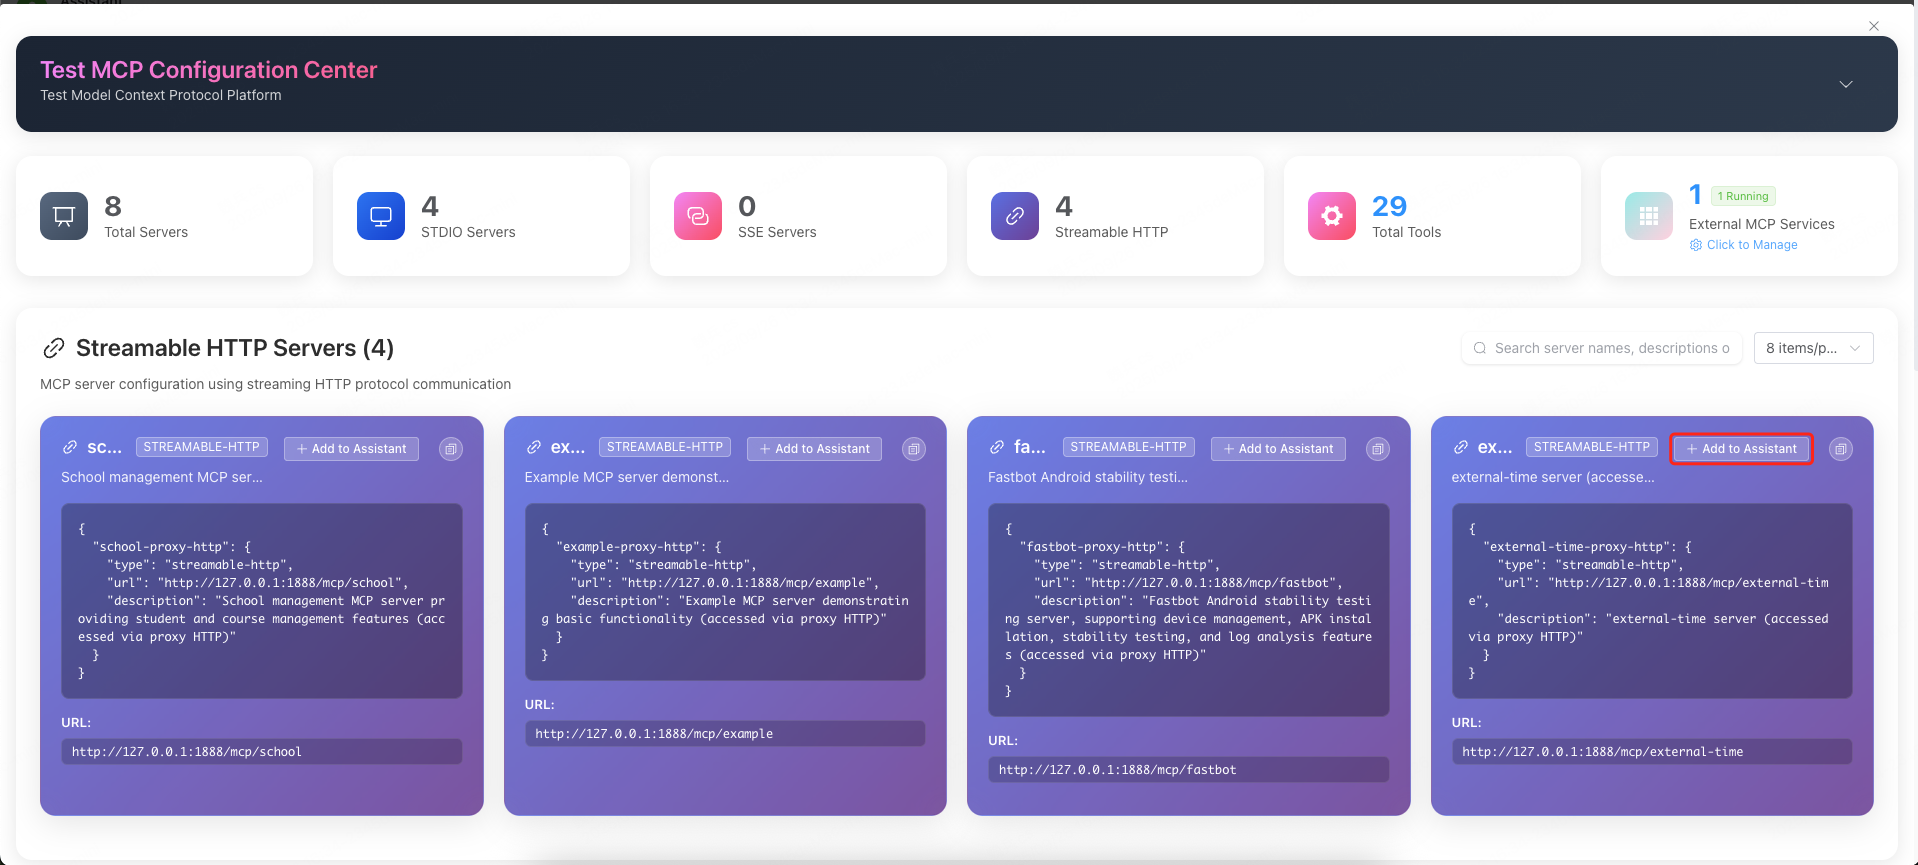 Assistant
Test MCP Configuration Center
Test Model Context Protocol Platform
8
Total Servers
4
STDIO Servers
0
SSE Servers
4
Streamable HTTP
29
Total Tools
1
1 Running
External MCP Services
Click to Manage
Streamable HTTP Servers (4)
Search server names, descriptions o
8 items/p...
MCP server configuration using streaming HTTP protocol communication
sc...
STREAMABLE-HTTP
+ Add to Assistant
School management MCP ser...
{
"school-proxy-http": {
"type": "streamable-http",
"url": "http://127.0.0.1:1888/mcp/school",
"description": "School management MCP server pr
oviding student and course management features (acc
essed via proxy HTTP)"
}
}
URL:
http://127.0.0.1:1888/mcp/school
ex...
STREAMABLE-HTTP
+ Add to Assistant
Example MCP server demonst...
{
"example-proxy-http": {
"type": "streamable-http",
"url": "http://127.0.0.1:1888/mcp/example",
"description": "Example MCP server demonstratin
g basic functionality (accessed via proxy HTTP)"
}
}
URL:
http://127.0.0.1:1888/mcp/example
fa...
STREAMABLE-HTTP
+ Add to Assistant
Fastbot Android stability testi...
{
"fastbot-proxy-http": {
"type": "streamable-http",
"url": "http://127.0.0.1:1888/mcp/fastbot",
"description": "Fastbot Android stability testi
ng server, supporting device management, APK instal
lation, stability testing, and log analysis feature
s (accessed via proxy HTTP)"
}
}
URL:
http://127.0.0.1:1888/mcp/fastbot
ex...
STREAMABLE-HTTP
+ Add to Assistant
external-time server (accesse...
{
"external-time-proxy-http": {
"type": "streamable-http",
"url": "http://127.0.0.1:1888/mcp/external-tim
e",
"description": "external-time server (accessed
via proxy HTTP)"
}
}
URL:
http://127.0.0.1:1888/mcp/external-time